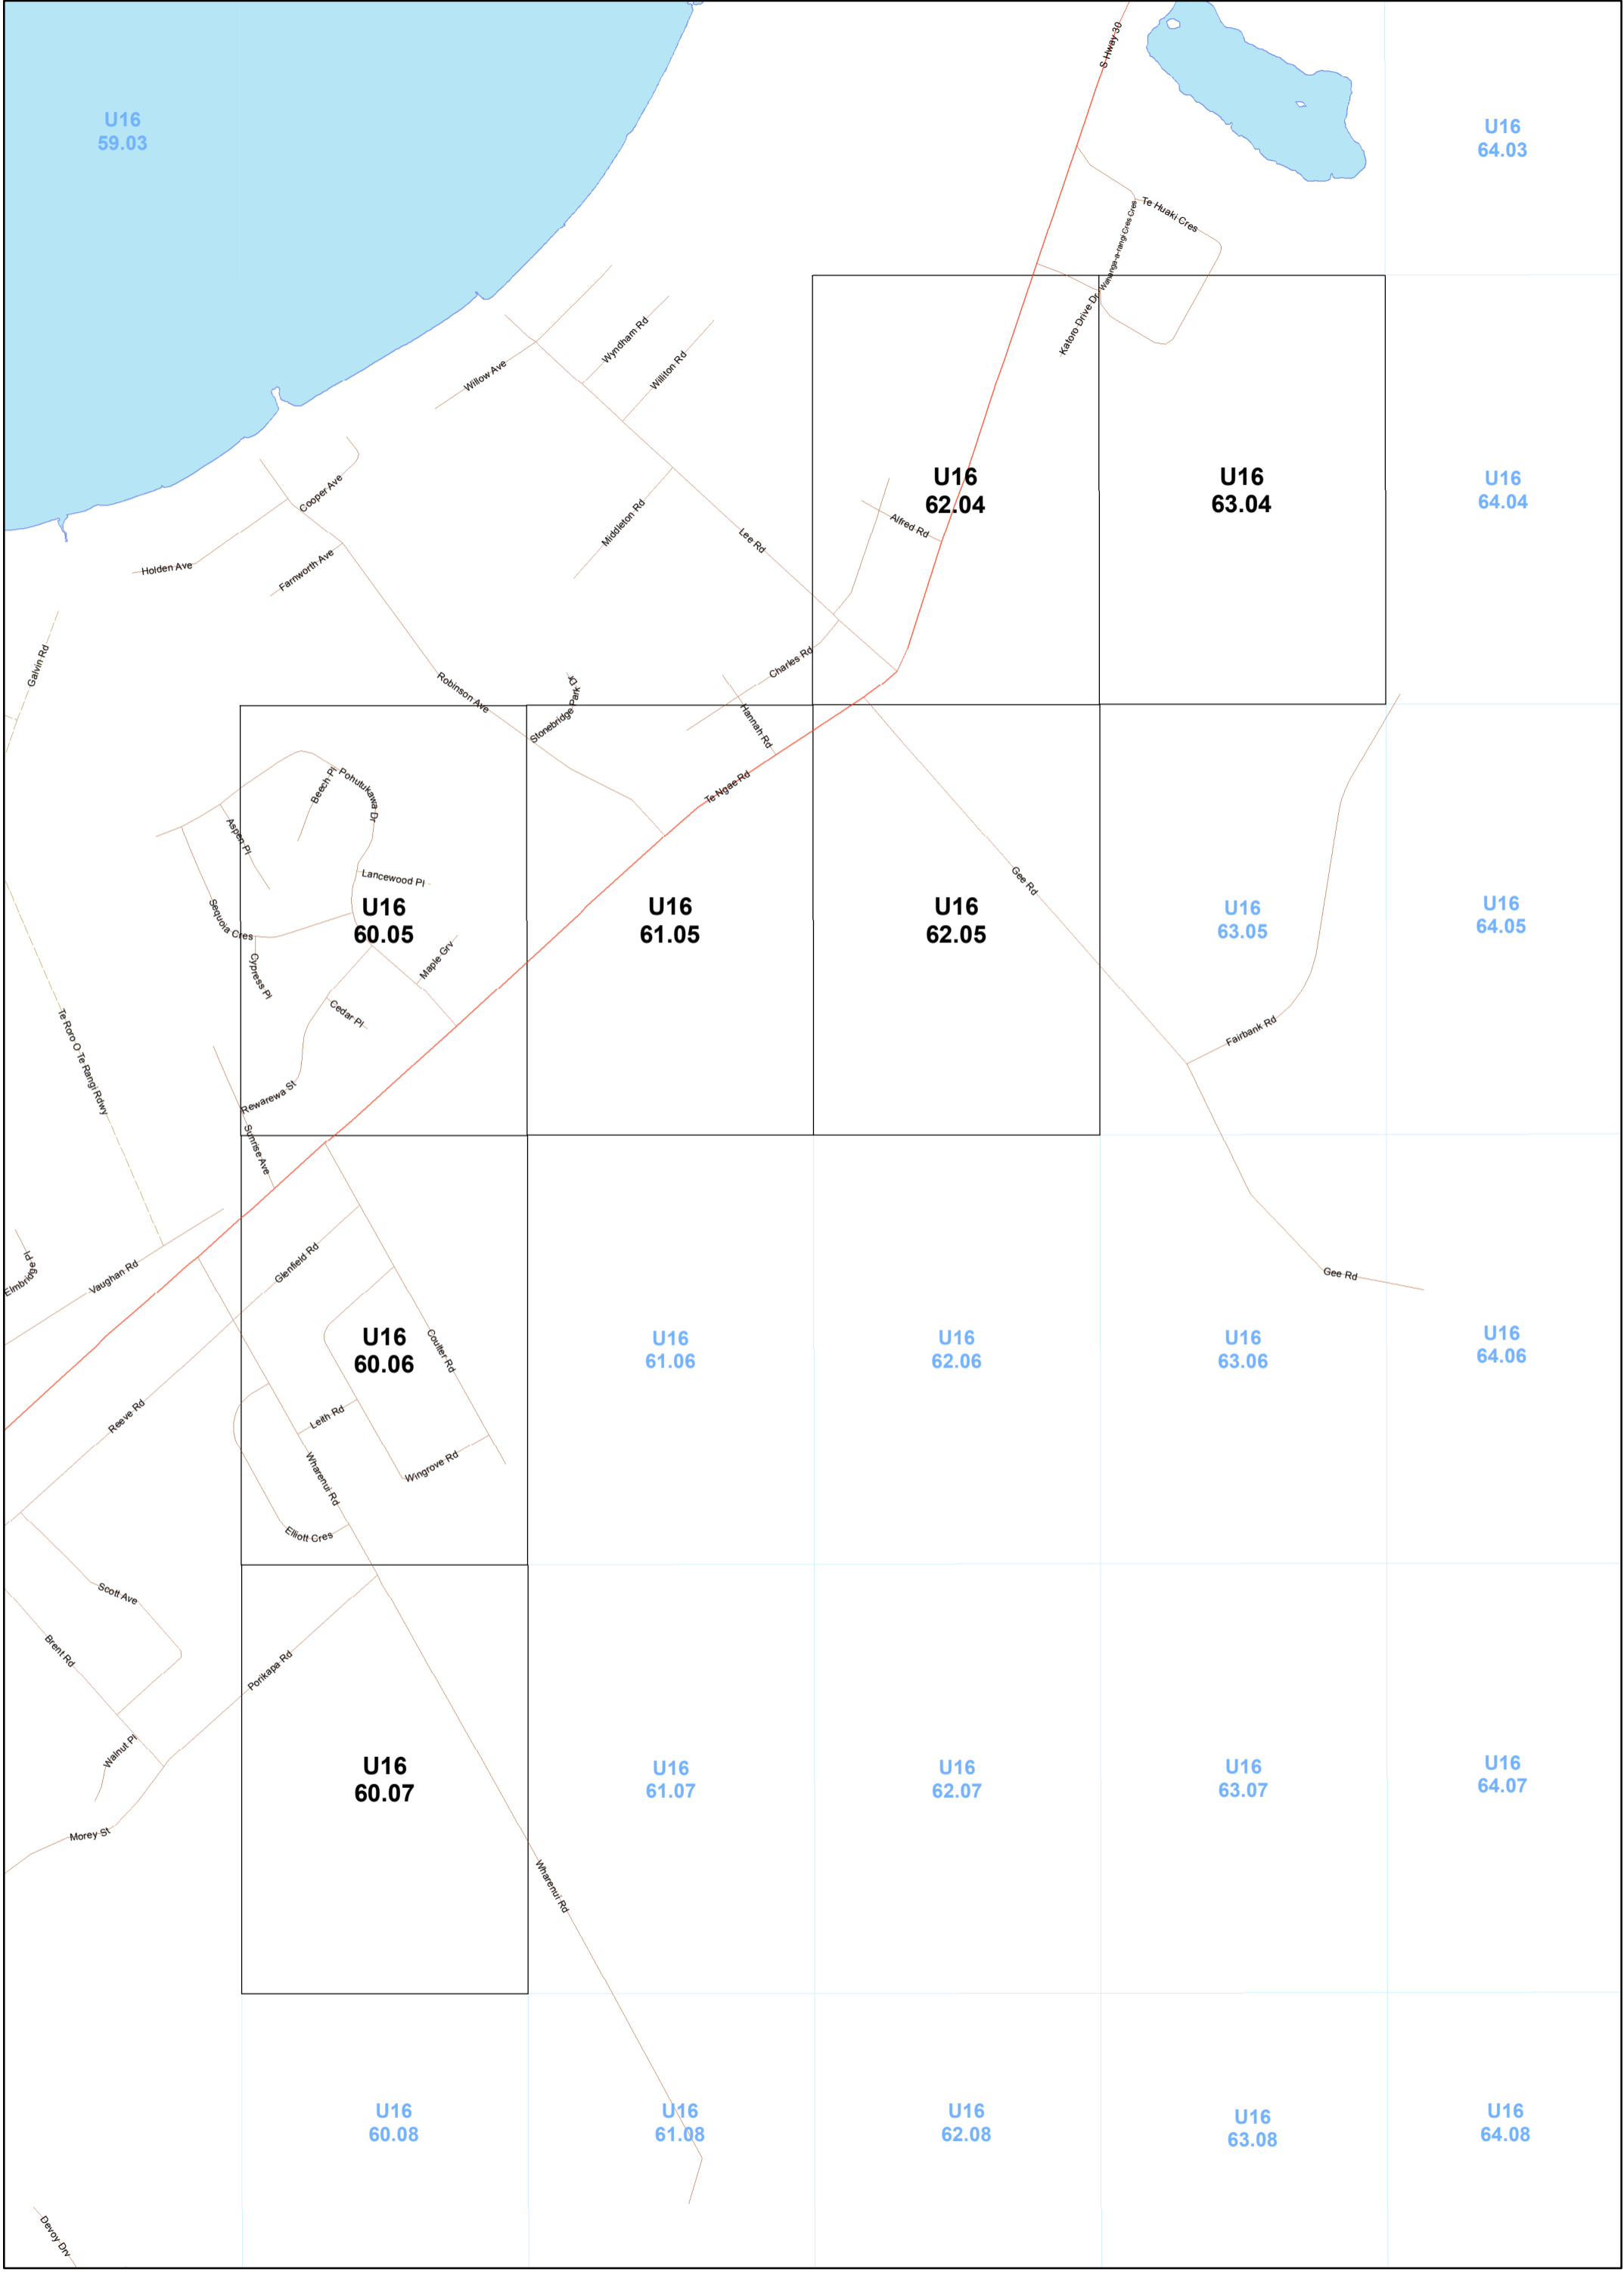 S Hway 30
U16
59.03
U16
64.03
Te Huaki Cres
Wananga-a-rangi Cres Cres
Katoro Drive Dr
Wyndham Rd
Williton Rd
Willow Ave
U16
62.04
U16
63.04
U16
64.04
Cooper Ave
Middleton Rd
Lee Rd
Alfred Rd
Holden Ave
Farnworth Ave
Galvin Rd
Charles Rd
Robinson Ave
Stonebridge Park Dr
Hannah Rd
Te Ngae Rd
Beech Pl
Pohutukawa Dr
Aspen Pl
Lancewood Pl
Gee Rd
U16
60.05
U16
61.05
U16
62.05
U16
63.05
U16
64.05
Sequoia Cres
Maple Grv
Cypress Pl
Cedar Pl
Fairbank Rd
Te Roro O Te Rangi Rdwy
Rewarewa St
Sunrise Ave
Elmbridge Pl
Vaughan Rd
Glenfield Rd
Gee Rd
U16
60.06
Coulter Rd
U16
61.06
U16
62.06
U16
63.06
U16
64.06
Reeve Rd
Leith Rd
Wharenui Rd
Wingrove Rd
Elliott Cres
Scott Ave
Brent Rd
Porikapa Rd
Walnut Pl
U16
60.07
U16
61.07
U16
62.07
U16
63.07
U16
64.07
Morey St
Wharenui Rd
U16
60.08
U16
61.08
U16
62.08
U16
63.08
U16
64.08
Devoy Drv